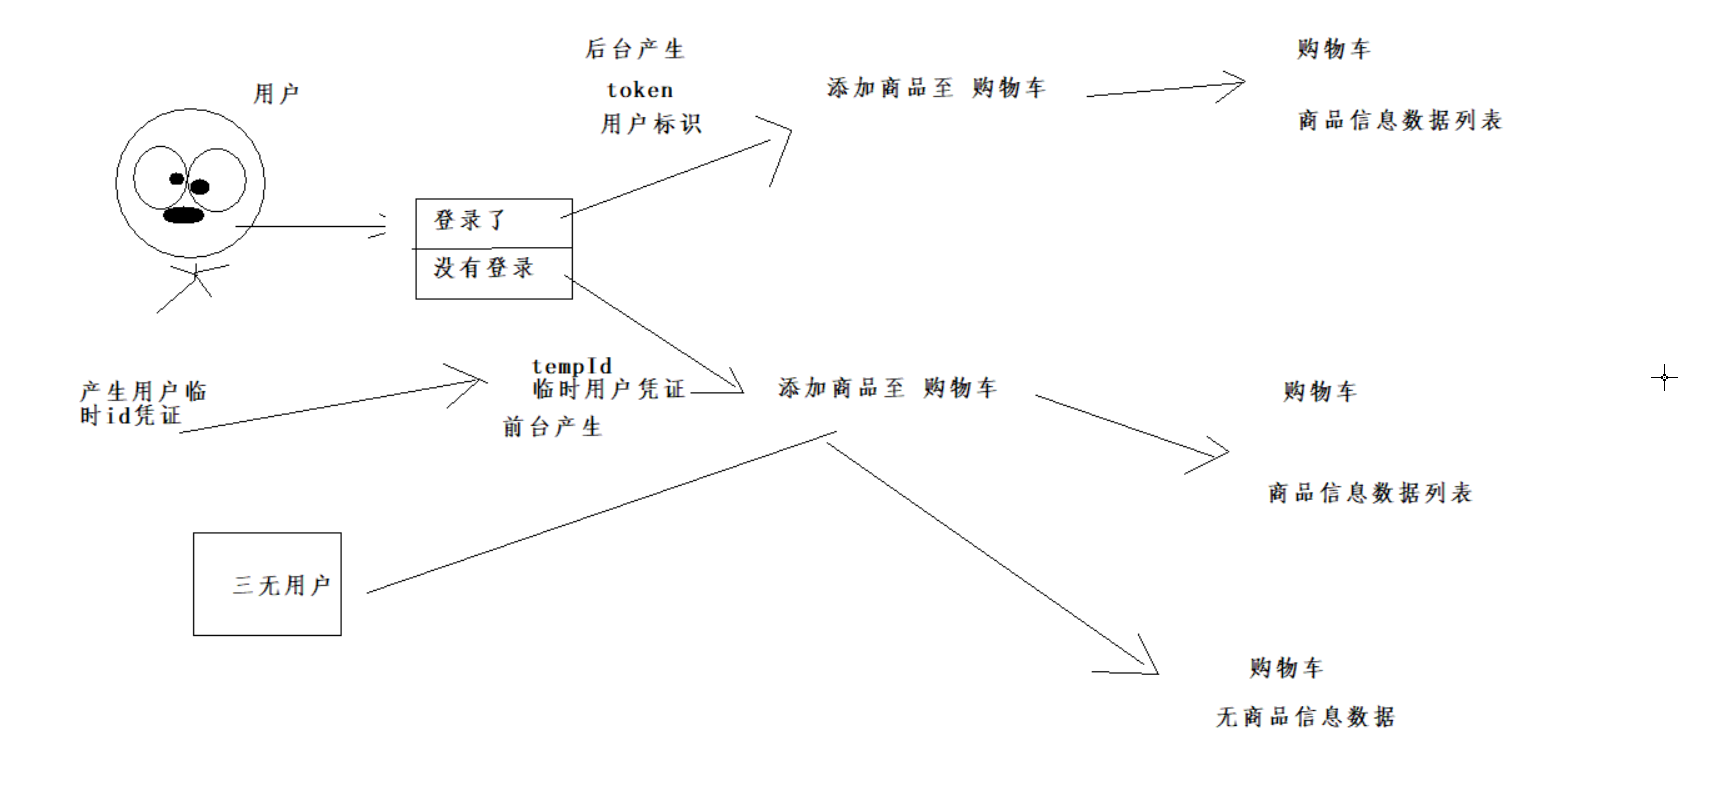 后台产生
购物车
用户
token
添加商品至 购物车
用户标识
商品信息数据列表
登录了
没有登录
tempId
产生用户临
时id凭证
临时用户凭证
添加商品至 购物车
购物车
前台产生
商品信息数据列表
三无用户
购物车
无商品信息数据